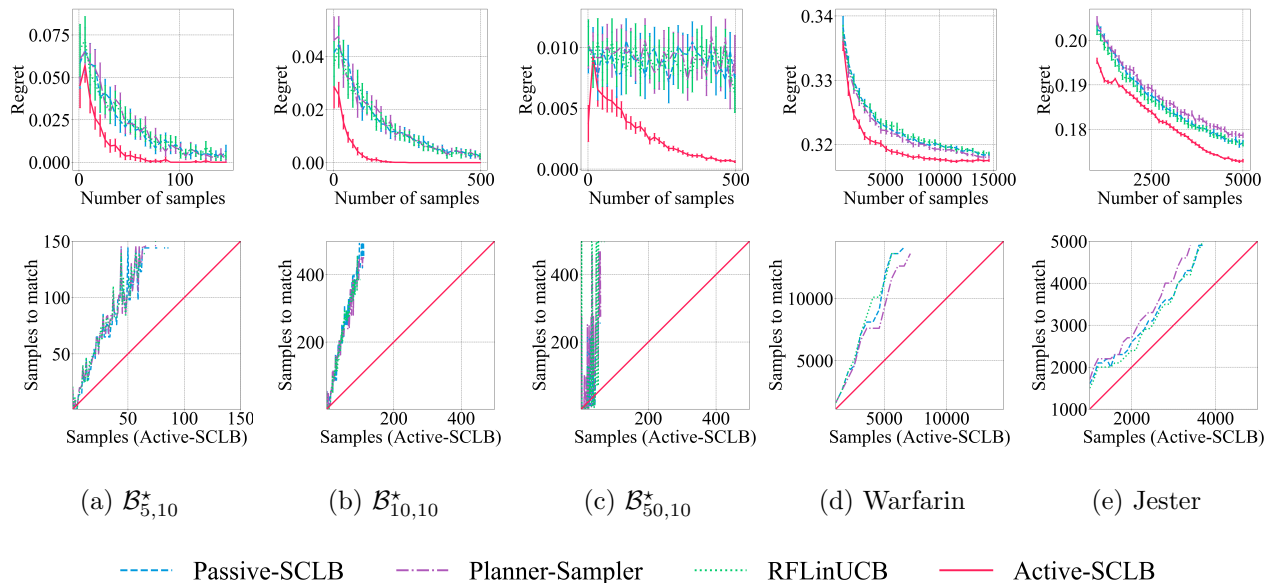 0.075
0.050
0.025
0.000
Regret
0
100
Number of samples
0.04
0.02
0.00
Regret
0
500
Number of samples
0.010
0.005
0.000
Regret
0
500
Number of samples
0.34
0.33
0.32
Regret
5000
10000
15000
Number of samples
0.20
0.19
0.18
Regret
2500
5000
Number of samples
150
100
50
Samples to match
50
100
150
Samples (Active-SCLB)
400
200
Samples to match
200
400
Samples (Active-SCLB)
400
200
Samples to match
200
400
Samples (Active-SCLB)
10000
5000
Samples to match
5000
10000
Samples (Active-SCLB)
5000
4000
3000
2000
1000
Samples to match
2000
4000
Samples (Active-SCLB)
(a) 𝓑⋆5,10
(b) 𝓑⋆10,10
(c) 𝓑⋆50,10
(d) Warfarin
(e) Jester
Passive-SCLB
Planner-Sampler
RFLinUCB
Active-SCLB